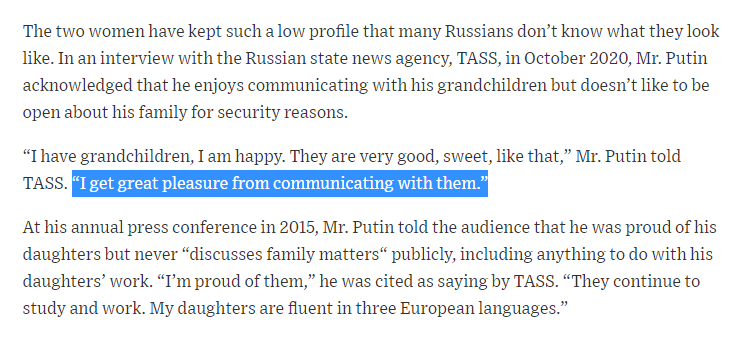 The two women have kept such a low profile that many Russians don’t know what they look
like. In an interview with the Russian state news agency, TASS, in October 2020, Mr. Putin
acknowledged that he enjoys communicating with his grandchildren but doesn’t like to be
open about his family for security reasons.
“I have grandchildren, I am happy. They are very good, sweet, like that,” Mr. Putin told
TASS. “I get great pleasure from communicating with them.”
At his annual press conference in 2015, Mr. Putin told the audience that he was proud of his
daughters but never “discusses family matters“ publicly, including anything to do with his
daughters’ work. “I’m proud of them,” he was cited as saying by TASS. “They continue to
study and work. My daughters are fluent in three European languages.”